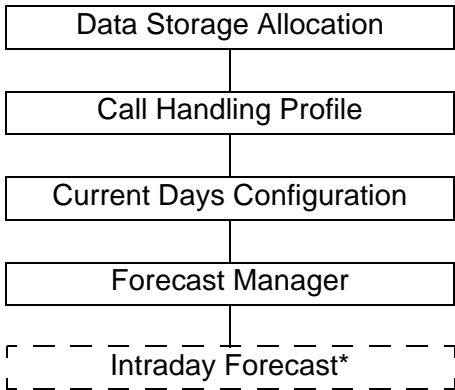 Data Storage Allocation
Call Handling Profile
Current Days Configuration
Forecast Manager
Intraday Forecast*